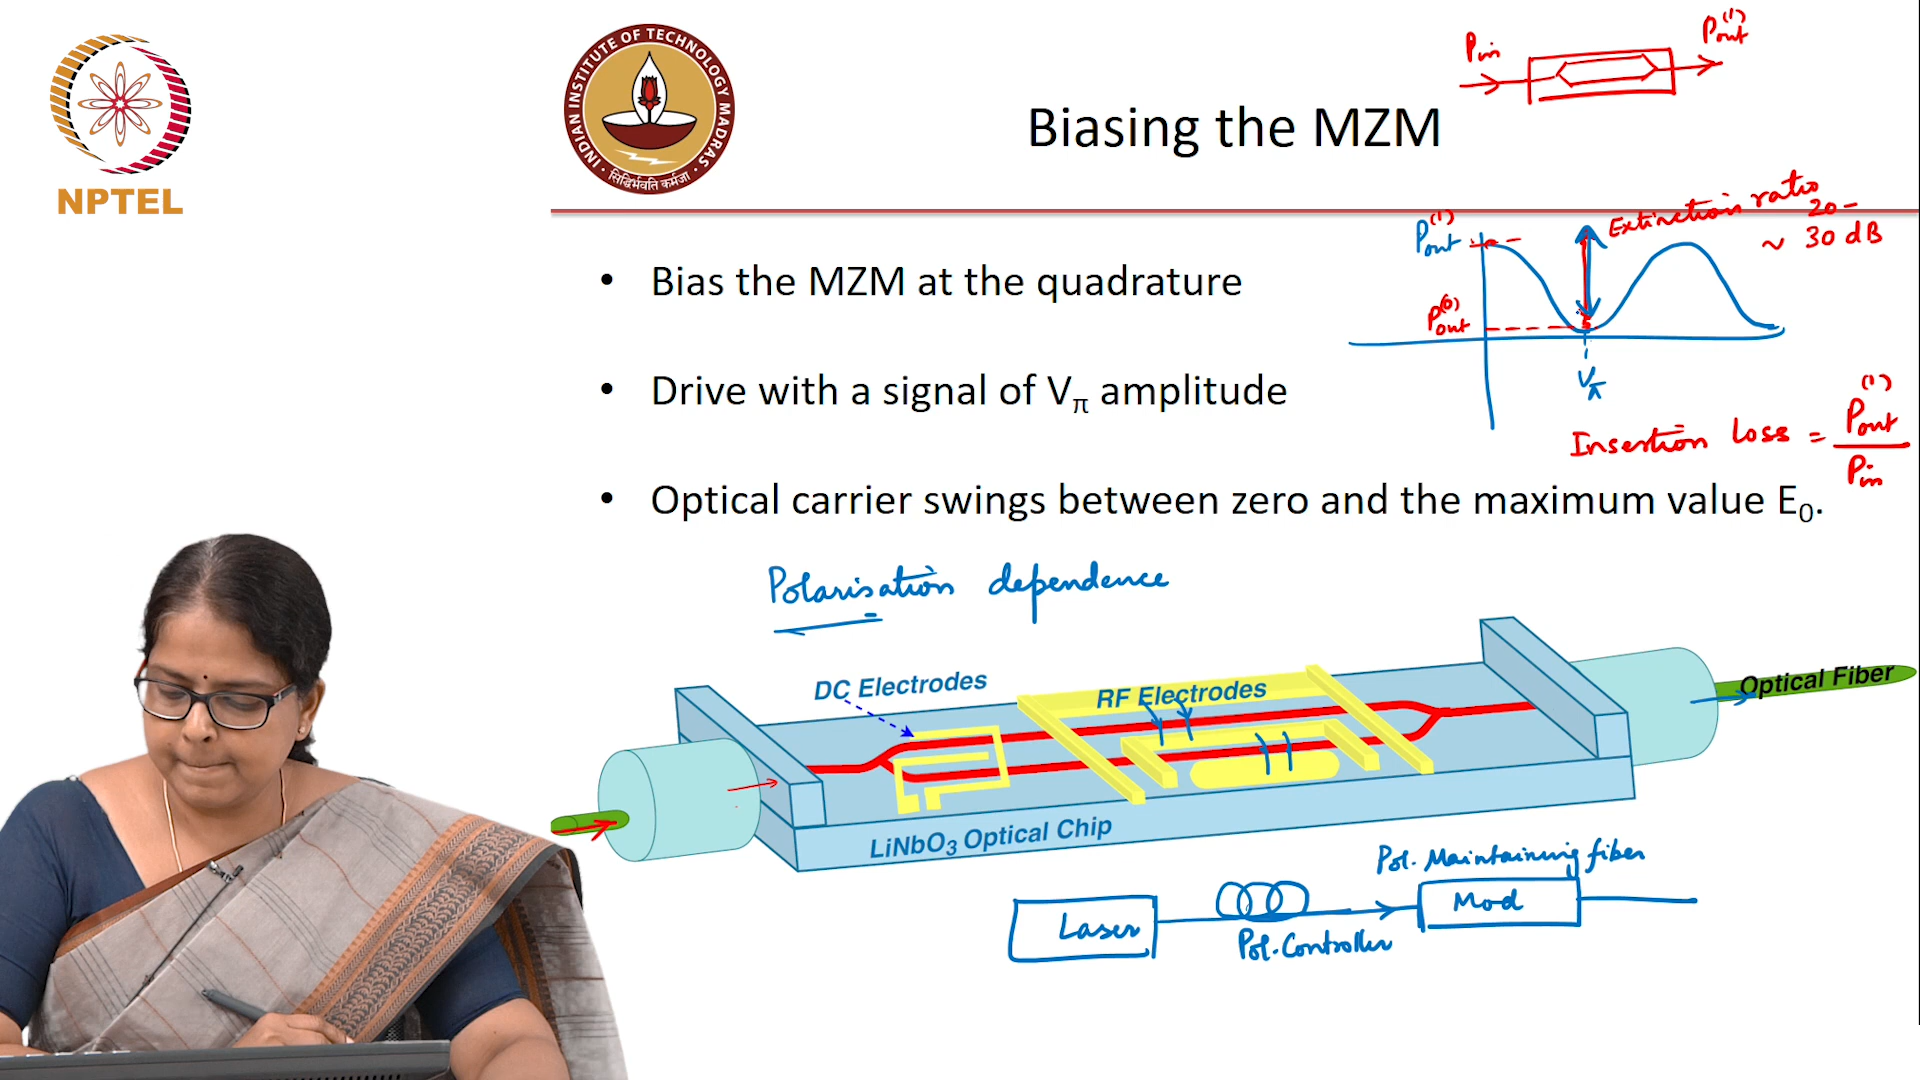 NPTEL
INDIAN INSTITUTE OF TECHNOLOGY MADRAS
सिद्धिर्भवति कर्मजा
Biasing the MZM
Pin
Pout(1)
Extinction ratio
20 -
~ 30 dB
Pout(1)
Pout(0)
Vπ
Insertion Loss = Pout(1) / Pin
• Bias the MZM at the quadrature
• Drive with a signal of Vπ amplitude
• Optical carrier swings between zero and the maximum value E0.
Polarisation dependence
DC Electrodes
RF Electrodes
Optical Fiber
LiNbO3 Optical Chip
Pol. Maintaining fiber
Laser
Pol. Controller
Mod